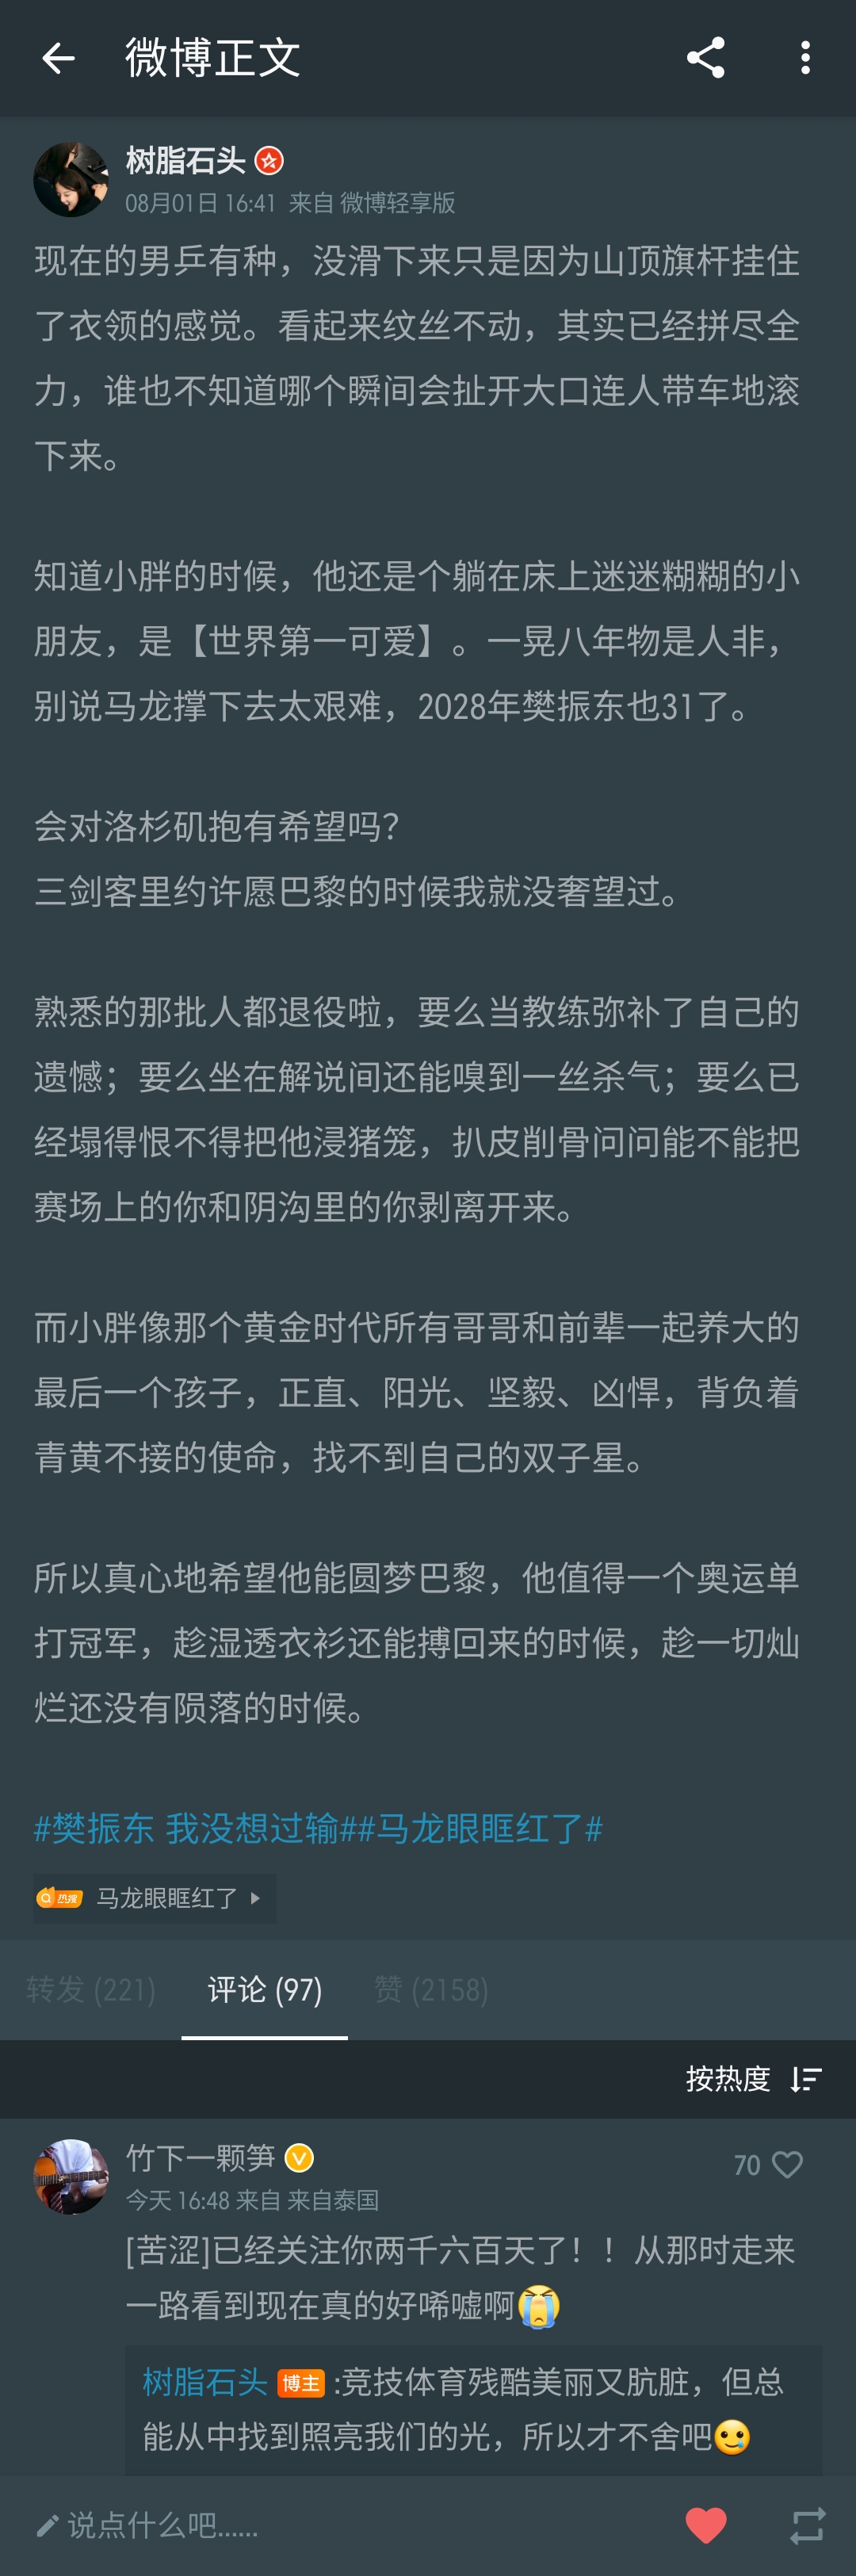 微博正文
树脂石头
08月01日 16:41 来自 微博轻享版
现在的男乒有种，没滑下来只是因为山顶旗杆挂住
了衣领的感觉。看起来纹丝不动，其实已经拼尽全
力，谁也不知道哪个瞬间会扯开大口连人带车地滚
下来。
知道小胖的时候，他还是个躺在床上迷迷糊糊的小
朋友，是【世界第一可爱】。一晃八年物是人非，
别说马龙撑下去太艰难，2028年樊振东也31了。
会对洛杉矶抱有希望吗？
三剑客里约许愿巴黎的时候我就没奢望过。
熟悉的那批人都退役啦，要么当教练弥补了自己的
遗憾；要么坐在解说间还能嗅到一丝杀气；要么已
经塌得恨不得把他浸猪笼，扒皮削骨问问能不能把
赛场上的你和阴沟里的你剥离开来。
而小胖像那个黄金时代所有哥哥和前辈一起养大的
最后一个孩子，正直、阳光、坚毅、凶悍，背负着
青黄不接的使命，找不到自己的双子星。
所以真心地希望他能圆梦巴黎，他值得一个奥运单
打冠军，趁湿透衣衫还能搏回来的时候，趁一切灿
烂还没有陨落的时候。
#樊振东 我没想过输##马龙眼眶红了#
热搜 马龙眼眶红了
转发 (221) 评论 (97) 赞 (2158)
按热度
竹下一颗笋 70
今天 16:48 来自 来自泰国
[苦涩]已经关注你两千六百天了！！从那时走来
一路看到现在真的好唏嘘啊
树脂石头 博主 :竞技体育残酷美丽又肮脏，但总
能从中找到照亮我们的光，所以才不舍吧
说点什么吧......